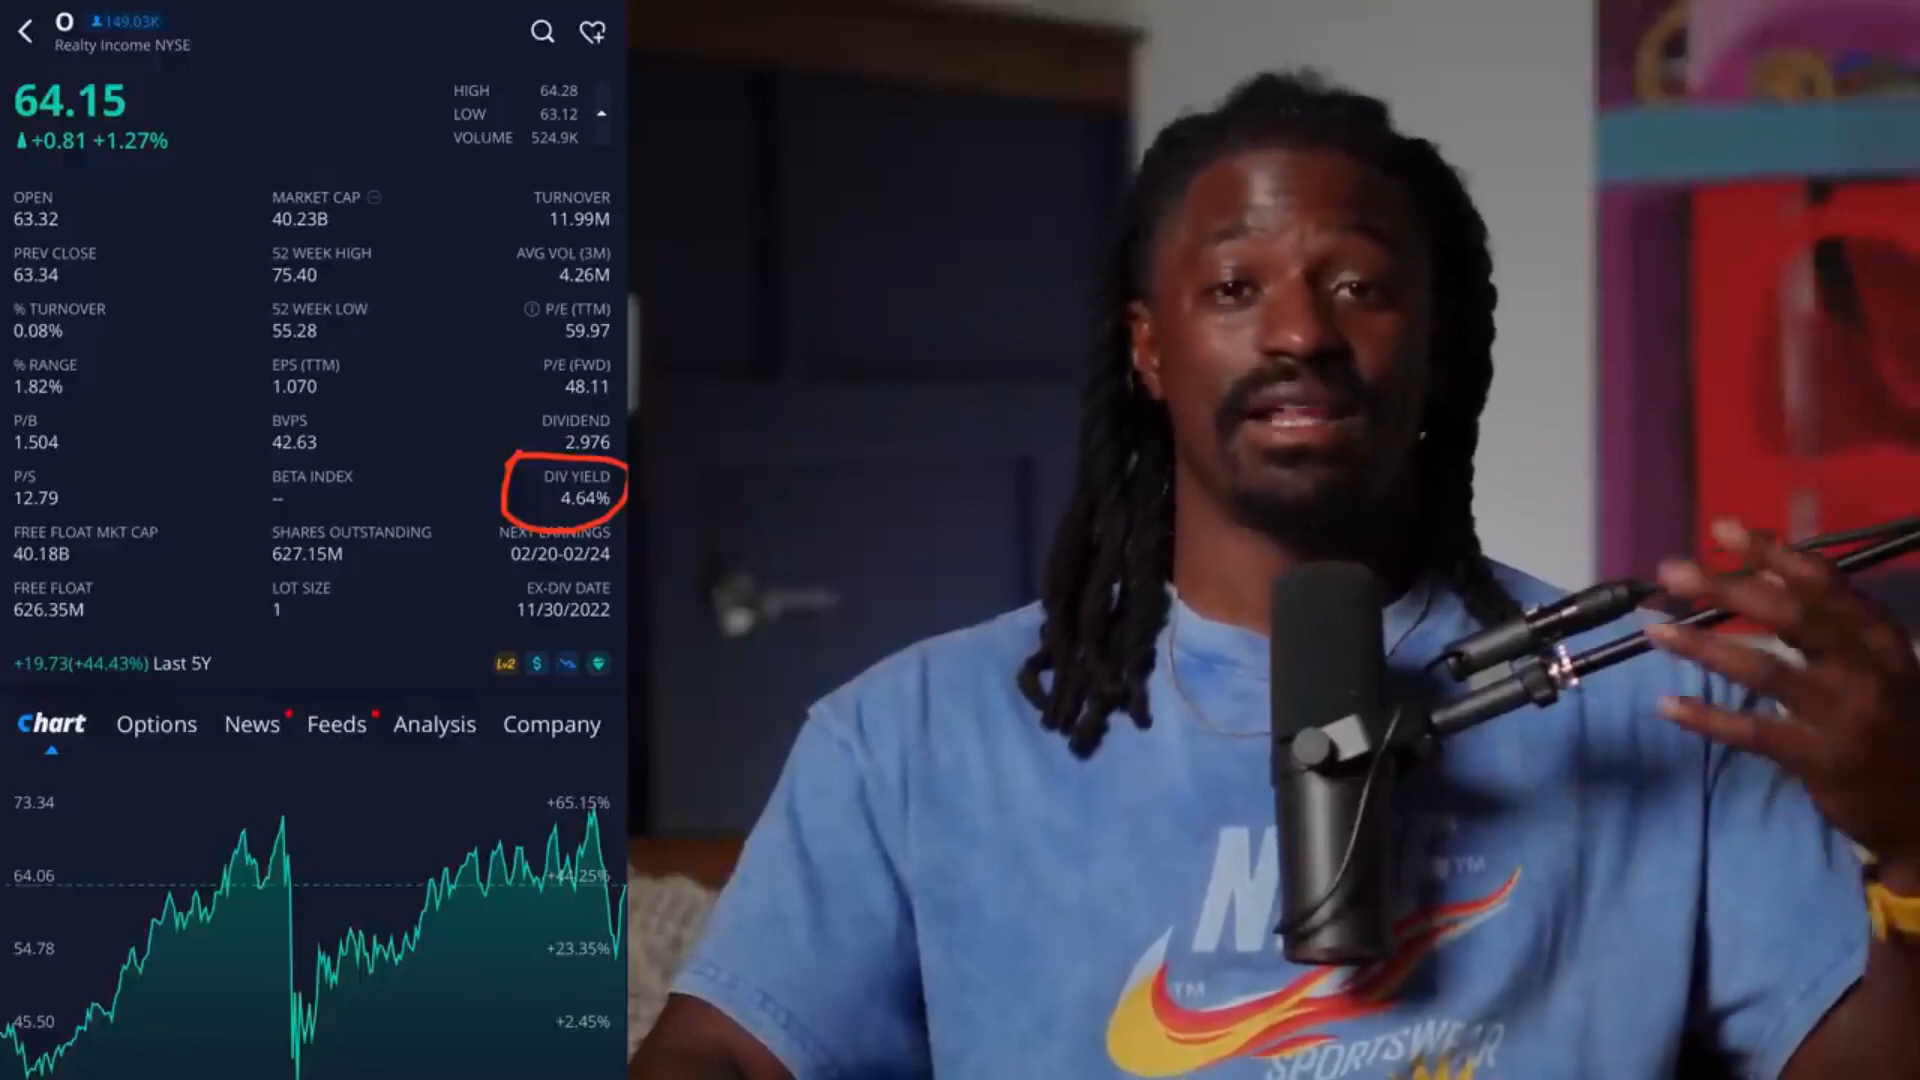 O 149.03K
Realty Income NYSE
64.15
+0.81 +1.27%
HIGH 64.28
LOW 63.12
VOLUME 524.9K
OPEN MARKET CAP TURNOVER
63.32 40.23B 11.99M
PREV CLOSE 52 WEEK HIGH AVG VOL (3M)
63.34 75.40 4.26M
% TURNOVER 52 WEEK LOW P/E (TTM)
0.08% 55.28 59.97
% RANGE EPS (TTM) P/E (FWD)
1.82% 1.070 48.11
P/B BVPS DIVIDEND
1.504 42.63 2.976
P/S BETA INDEX DIV YIELD
12.79 -- 4.64%
FREE FLOAT MKT CAP SHARES OUTSTANDING NEXT EARNINGS
40.18B 627.15M 02/20-02/24
FREE FLOAT LOT SIZE EX-DIV DATE
626.35M 1 11/30/2022
+19.73(+44.43%) Last 5Y Lv2 $
Chart Options News Feeds Analysis Company
73.34 +65.15%
64.06 +44.25%
54.78 +23.35%
45.50 +2.45%
TM
TM
SPORTSWEAR